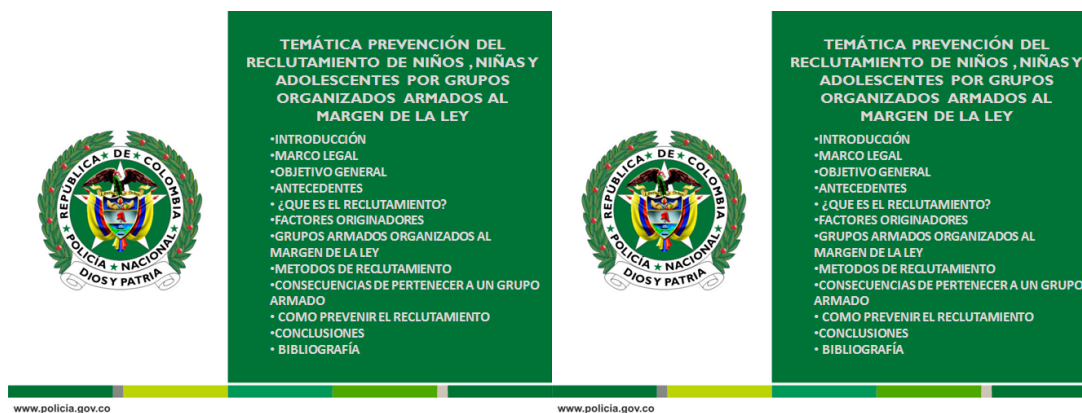 TEMÁTICA PREVENCIÓN DEL
RECLUTAMIENTO DE NIÑOS , NIÑAS Y
ADOLESCENTES POR GRUPOS
ORGANIZADOS ARMADOS AL
MARGEN DE LA LEY
•INTRODUCCIÓN
•MARCO LEGAL
•OBJETIVO GENERAL
•ANTECEDENTES
• ¿QUE ES EL RECLUTAMIENTO?
•FACTORES ORIGINADORES
•GRUPOS ARMADOS ORGANIZADOS AL
MARGEN DE LA LEY
•METODOS DE RECLUTAMIENTO
•CONSECUENCIAS DE PERTENECER A UN GRUPO
ARMADO
• COMO PREVENIR EL RECLUTAMIENTO
•CONCLUSIONES
• BIBLIOGRAFÍA
REPÚBLICA ★ DE ★ COLOMBIA
POLICÍA ★ NACIONAL
DIOS Y PATRIA
www.policia.gov.co
TEMÁTICA PREVENCIÓN DEL
RECLUTAMIENTO DE NIÑOS , NIÑAS Y
ADOLESCENTES POR GRUPOS
ORGANIZADOS ARMADOS AL
MARGEN DE LA LEY
•INTRODUCCIÓN
•MARCO LEGAL
•OBJETIVO GENERAL
•ANTECEDENTES
• ¿QUE ES EL RECLUTAMIENTO?
•FACTORES ORIGINADORES
•GRUPOS ARMADOS ORGANIZADOS AL
MARGEN DE LA LEY
•METODOS DE RECLUTAMIENTO
•CONSECUENCIAS DE PERTENECER A UN GRUPO
ARMADO
• COMO PREVENIR EL RECLUTAMIENTO
•CONCLUSIONES
• BIBLIOGRAFÍA
REPÚBLICA ★ DE ★ COLOMBIA
POLICÍA ★ NACIONAL
DIOS Y PATRIA
www.policia.gov.co